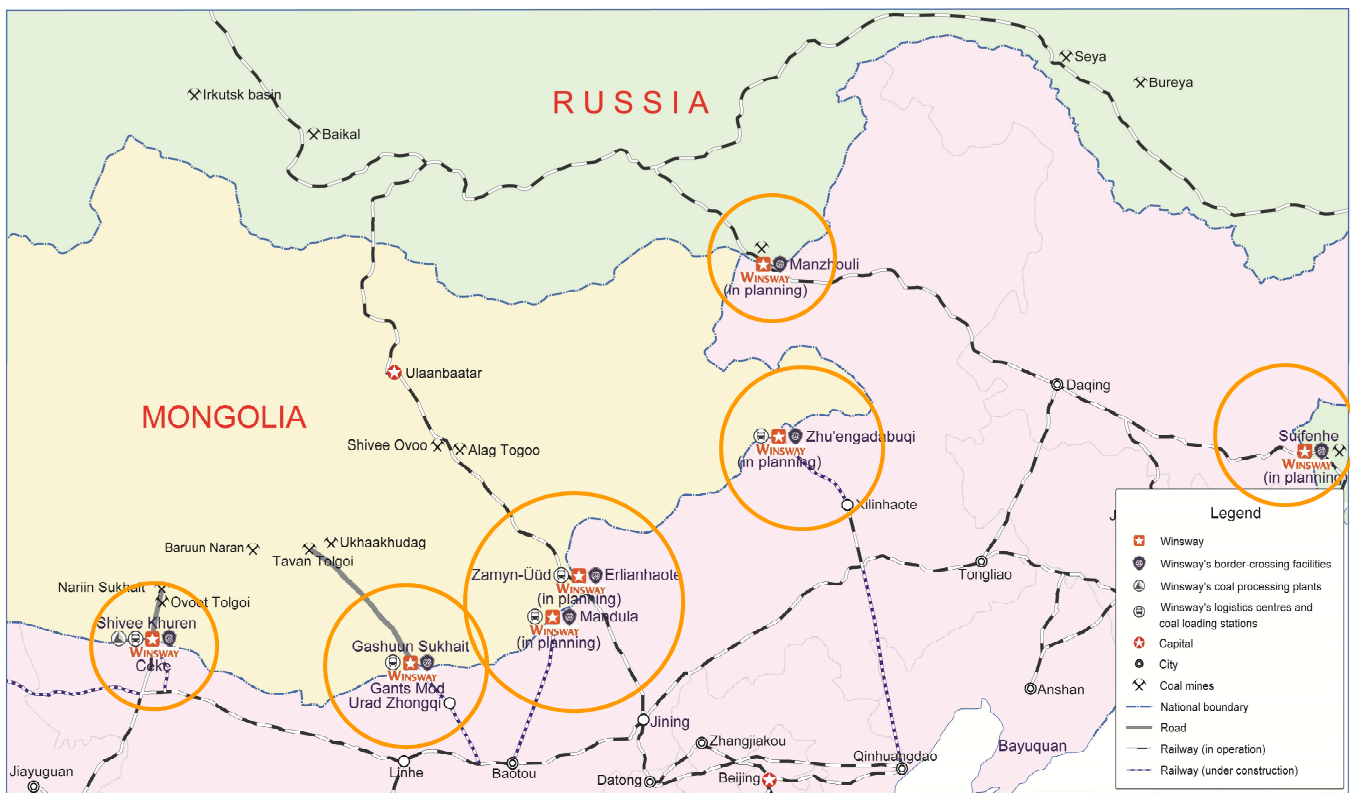 Seya
Bureya
Irkutsk basin
RUSSIA
Baikal
Manzhouli
WINSWAY
(in planning)
Ulaanbaatar
Daqing
MONGOLIA
Shivee Ovoo
Alag Togoo
Zhu'engadabuqi
WINSWAY
(in planning)
Suifenhe
WINSWAY
(in planning)
Xilinhaote
Baruun Naran
Ukhaakhudag
Tavan Tolgoi
Zamyn-Üüd
Erlianhaote
WINSWAY
(in planning)
Tongliao
Nariin Sukhait
Ovoot Tolgoi
Mandula
WINSWAY
(in planning)
Shivee Khuren
WINSWAY
Ceke
Gashuun Sukhait
WINSWAY
Gants Mod
Urad Zhongqi
Anshan
Jining
Zhangjiakou
Bayuquan
Qinhuangdao
Jiayuguan
Linhe
Baotou
Datong
Beijing
J
Legend
Winsway
Winsway's border-crossing facilities
Winsway's coal processing plants
Winsway's logistics centres and
coal loading stations
Capital
City
Coal mines
National boundary
Road
Railway (in operation)
Railway (under construction)